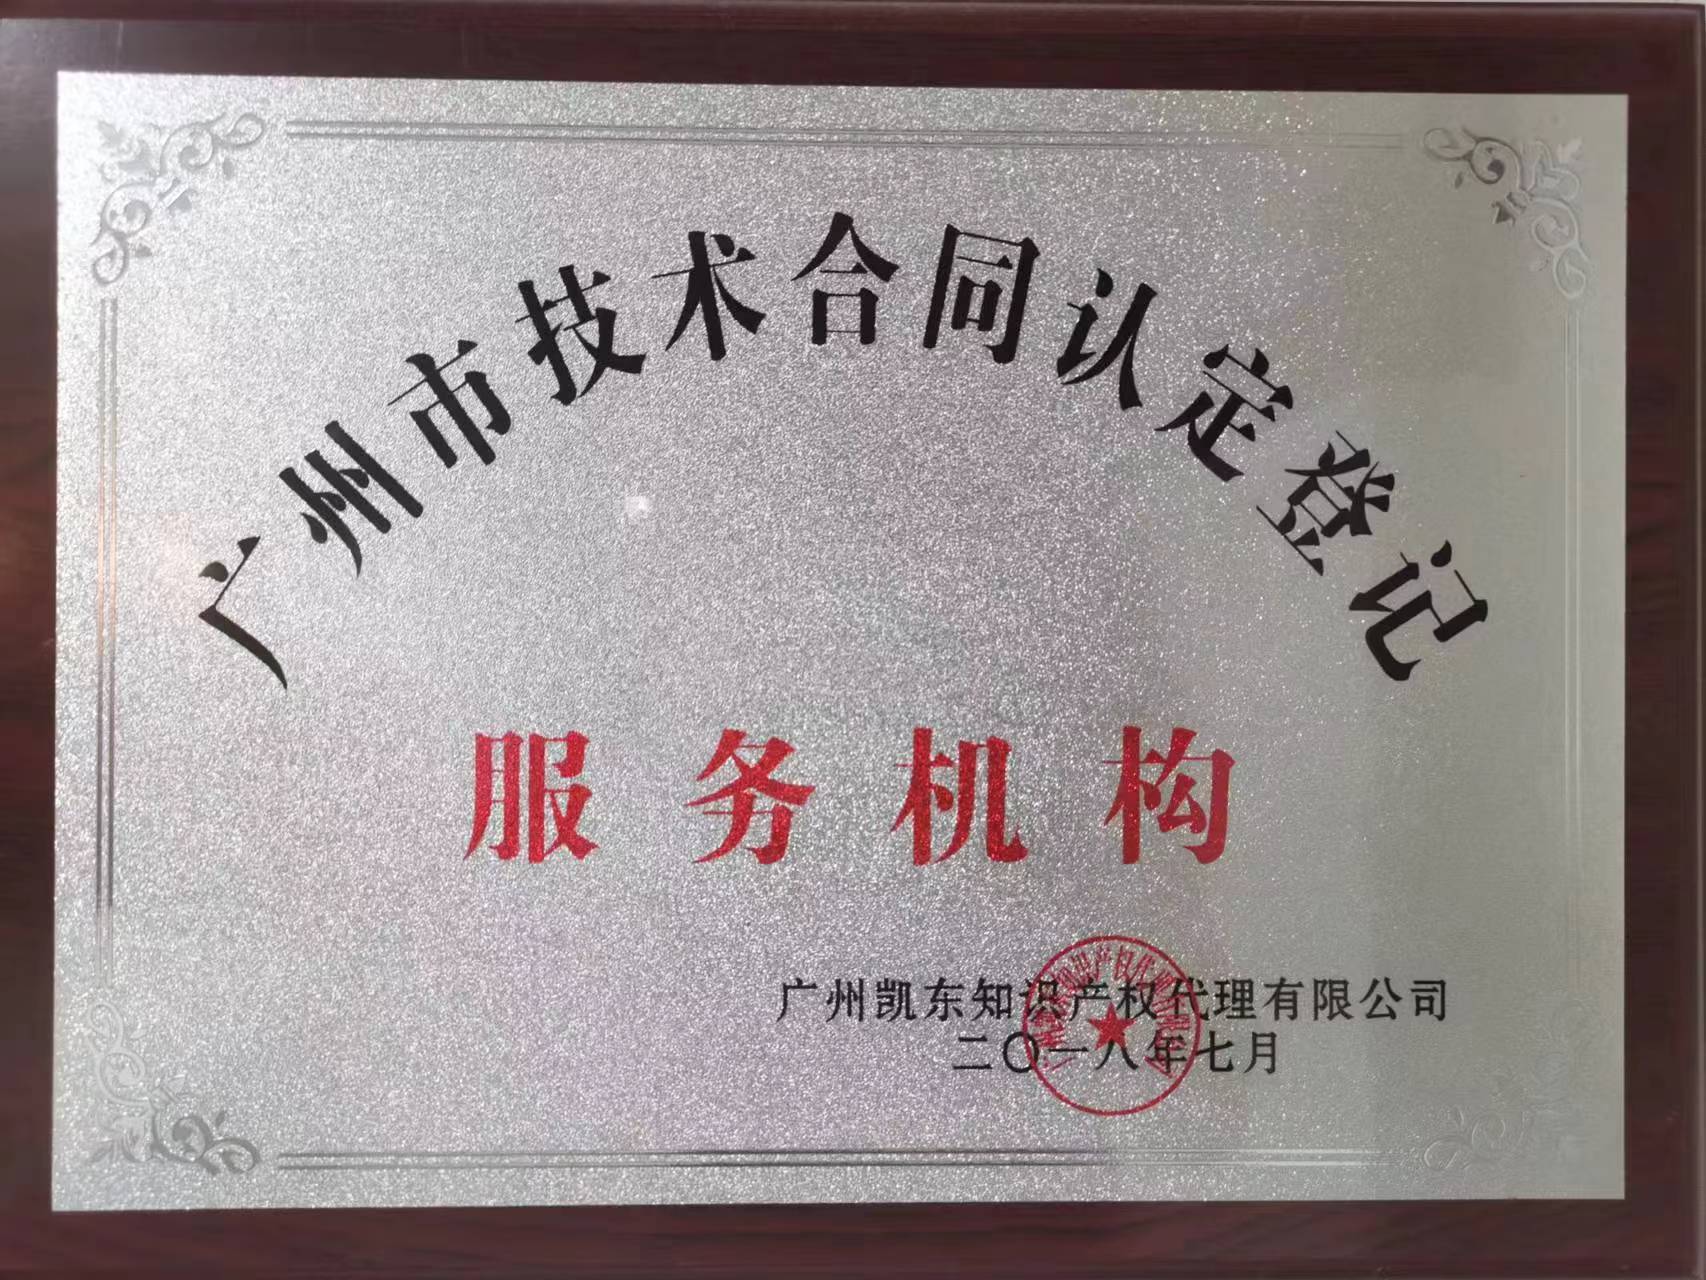 广州市技术合同认定登记
服务机构
广州凯东知识产权代理有限公司
二〇一八年七月